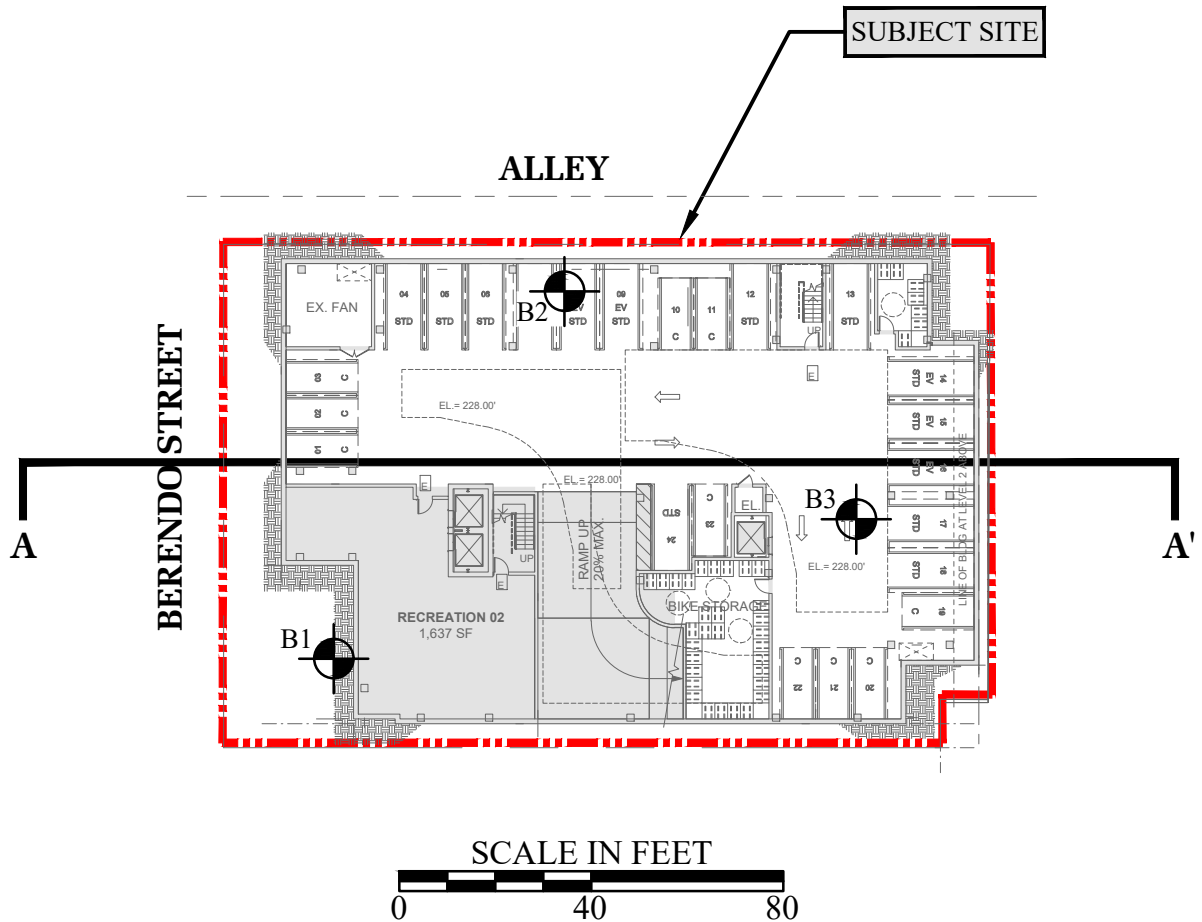 SUBJECT SITE
ALLEY
BERENDO STREET
EX. FAN
04
STD
05
STD
06
STD
B2
EV
STD
09
EV
STD
10
C
11
C
12
STD
UP
13
STD
03 C
02 C
01 C
E
EL.= 228.00'
14
EV
STD
15
EV
STD
16
EV
STD
17
STD
18
STD
19
C
LINE OF BLDG AT LEVEL 2 ABOVE
A
A'
E
EL.= 228.00'
UP
E
RAMP UP
20% MAX.
STD
24
C
23
EL.
B3
EL.= 228.00'
BIKE STORAGE
RECREATION 02
1,637 SF
B1
C
22
C
21
C
20
SCALE IN FEET
0
40
80